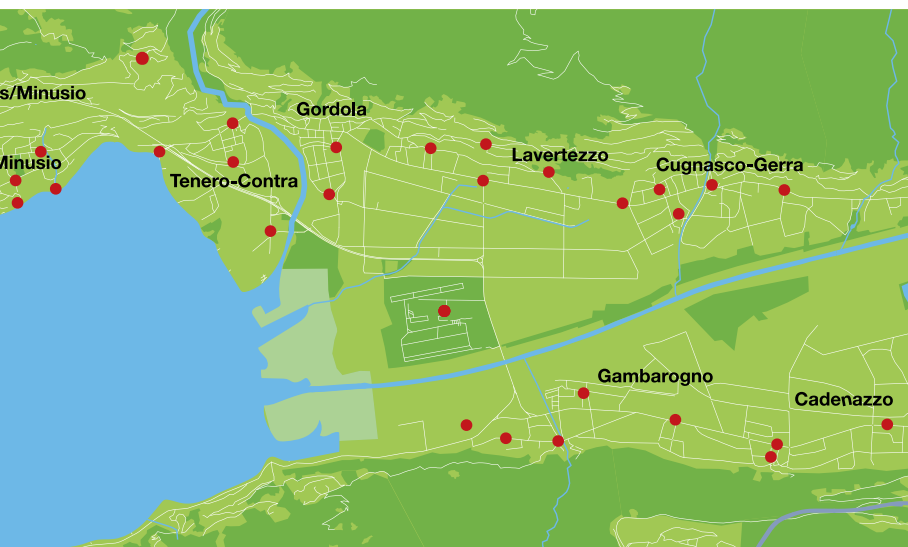 s/Minusio
Gordola
Minusio
Lavertezzo
Cugnasco-Gerra
Tenero-Contra
Gambarogno
Cadenazzo